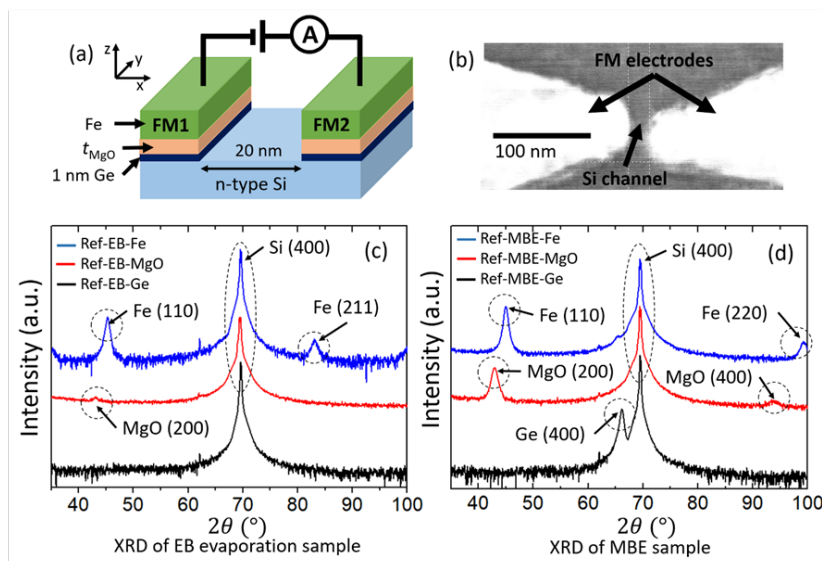 (a)
z
y
x
A
Fe
FM1
FM2
tMgO
20 nm
1 nm Ge
n-type Si
(b)
FM electrodes
100 nm
Si channel
Ref-EB-Fe
Ref-EB-MgO
Ref-EB-Ge
Si (400)
(c)
Fe (110)
Fe (211)
MgO (200)
Intensity (a.u.)
40 50 60 70 80 90 100
2θ (°)
XRD of EB evaporation sample
Ref-MBE-Fe
Ref-MBE-MgO
Ref-MBE-Ge
Si (400)
(d)
Fe (110)
Fe (220)
MgO (200)
MgO (400)
Ge (400)
Intensity (a.u.)
40 50 60 70 80 90 100
2θ (°)
XRD of MBE sample